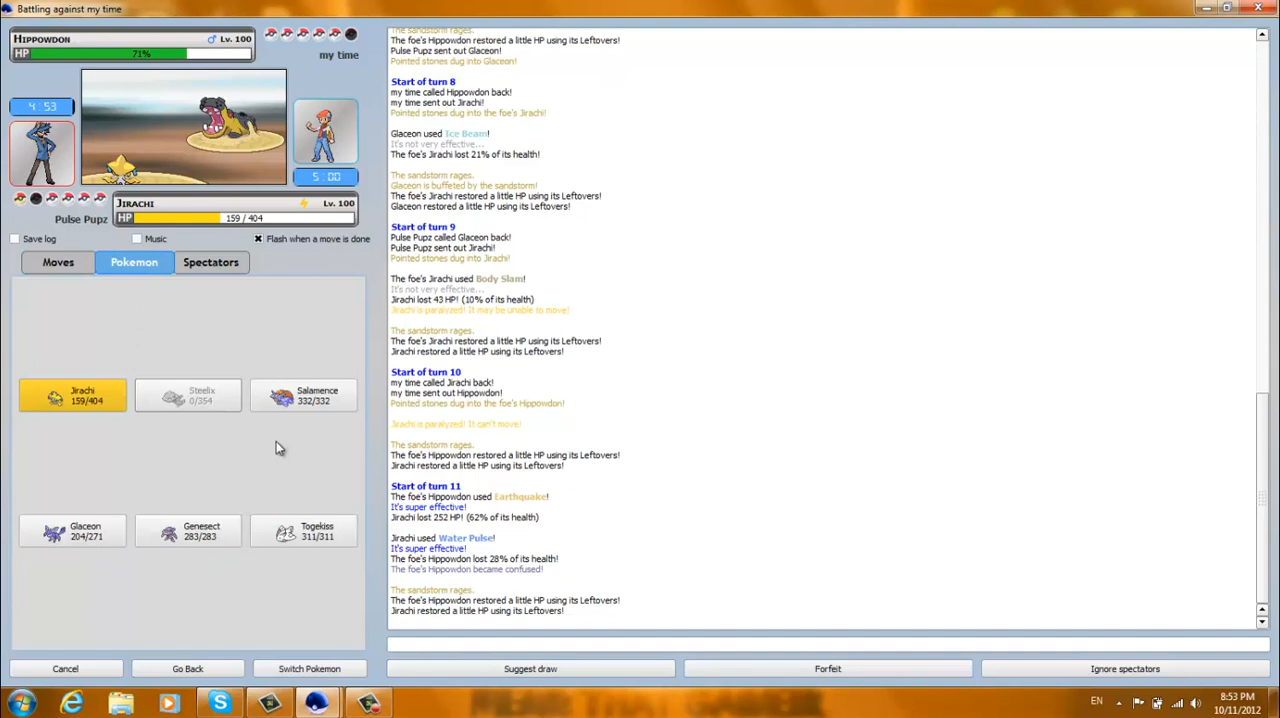 Battling against my time
HIPPOWDON ♂ Lv. 100
HP 71%
my time
4:53
5:00
JIRACHI Lv. 100
HP 159 / 404
Pulse Pupz
Save log Music Flash when a move is done
Moves Pokemon Spectators
Jirachi
159/404
Steelix
0/354
Salamence
332/332
Glaceon
204/271
Genesect
283/283
Togekiss
311/311
Cancel Go Back Switch Pokemon
The sandstorm rages.
The foe's Hippowdon restored a little HP using its Leftovers!
Pulse Pupz sent out Glaceon!
Pointed stones dug into Glaceon!
Start of turn 8
my time called Hippowdon back!
my time sent out Jirachi!
Pointed stones dug into the foe's Jirachi!
Glaceon used Ice Beam!
It's not very effective...
The foe's Jirachi lost 21% of its health!
The sandstorm rages.
Glaceon is buffeted by the sandstorm!
The foe's Jirachi restored a little HP using its Leftovers!
Glaceon restored a little HP using its Leftovers!
Start of turn 9
Pulse Pupz called Glaceon back!
Pulse Pupz sent out Jirachi!
Pointed stones dug into Jirachi!
The foe's Jirachi used Body Slam!
It's not very effective...
Jirachi lost 43 HP! (10% of its health)
Jirachi is paralyzed! It may be unable to move!
The sandstorm rages.
The foe's Jirachi restored a little HP using its Leftovers!
Jirachi restored a little HP using its Leftovers!
Start of turn 10
my time called Jirachi back!
my time sent out Hippowdon!
Pointed stones dug into the foe's Hippowdon!
Jirachi is paralyzed! It can't move!
The sandstorm rages.
The foe's Hippowdon restored a little HP using its Leftovers!
Jirachi restored a little HP using its Leftovers!
Start of turn 11
The foe's Hippowdon used Earthquake!
It's super effective!
Jirachi lost 252 HP! (62% of its health)
Jirachi used Water Pulse!
It's super effective!
The foe's Hippowdon lost 28% of its health!
The foe's Hippowdon became confused!
The sandstorm rages.
The foe's Hippowdon restored a little HP using its Leftovers!
Jirachi restored a little HP using its Leftovers!
Suggest draw Forfeit Ignore spectators
EN
8:53 PM
10/11/2012